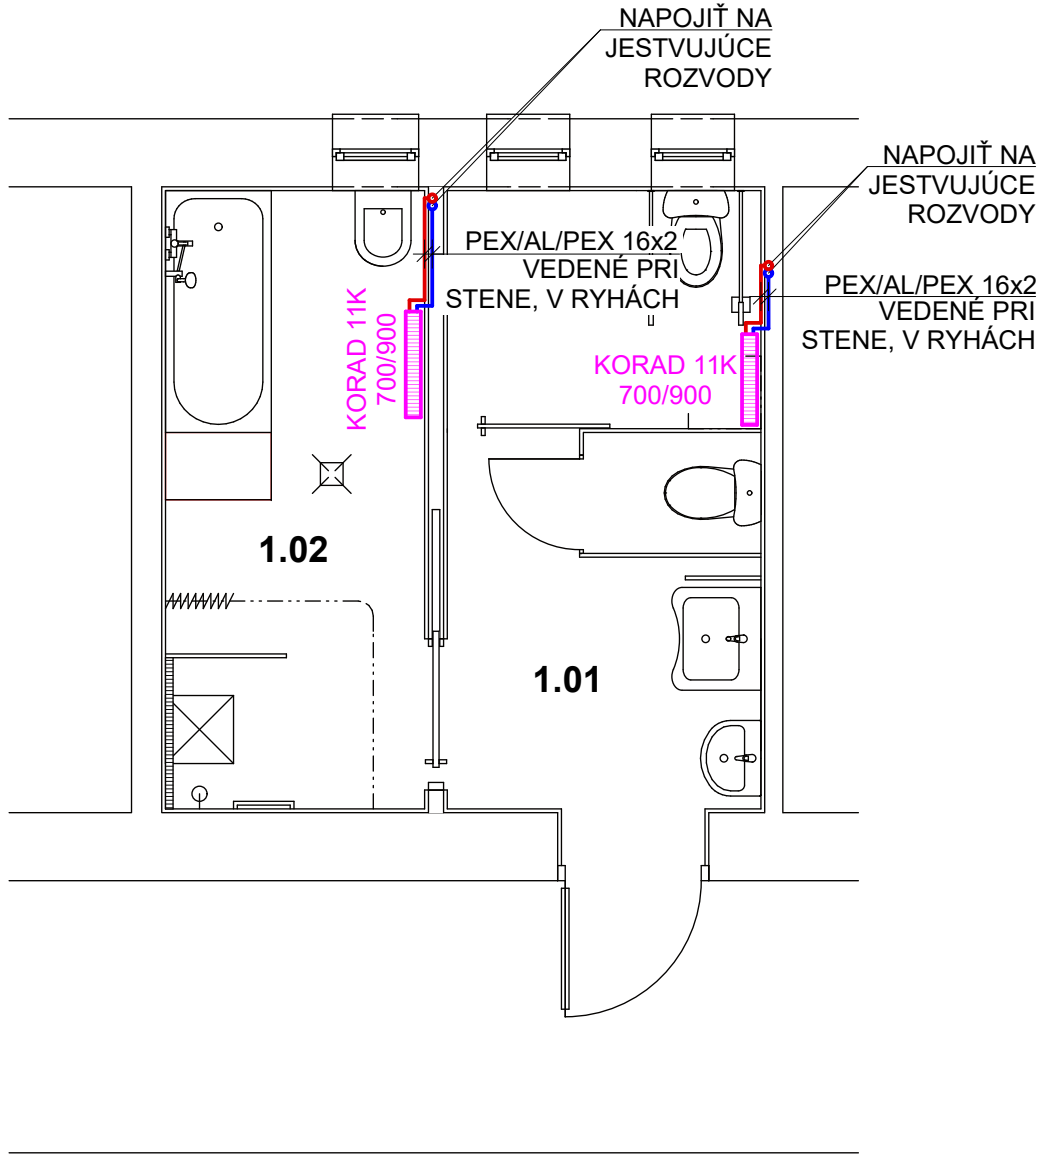 NAPOJIŤ NA
JESTVUJÚCE
ROZVODY
NAPOJIŤ NA
JESTVUJÚCE
ROZVODY
PEX/AL/PEX 16x2
VEDENÉ PRI
STENE, V RYHÁCH
PEX/AL/PEX 16x2
VEDENÉ PRI
STENE, V RYHÁCH
KORAD 11K
700/900
KORAD 11K
700/900
1.02
1.01